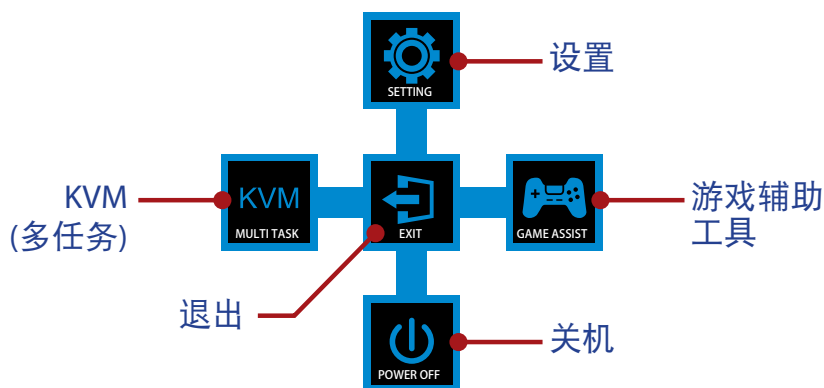 设置
SETTING
KVM
(多任务)
KVM
MULTI TASK
EXIT
GAME ASSIST
游戏辅助
工具
退出
关机
POWER OFF